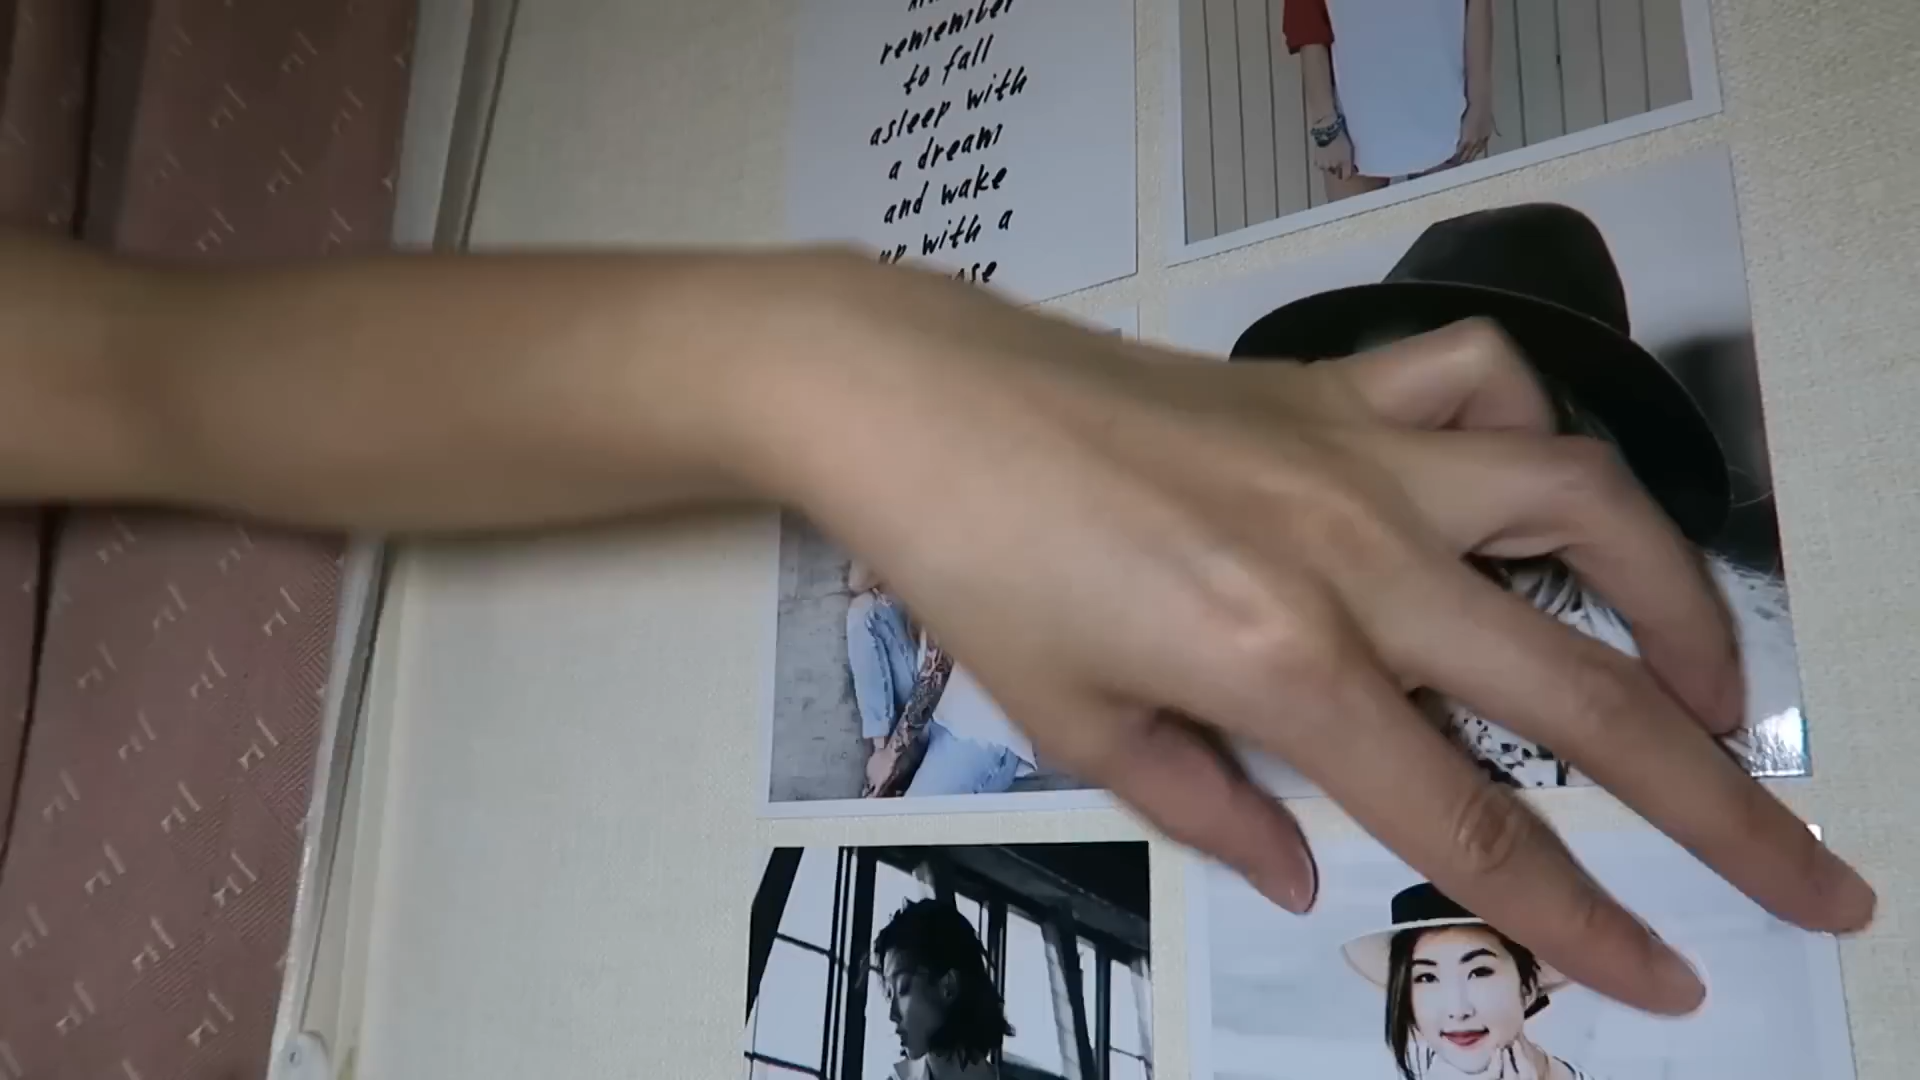 remember
to fall
asleep with
a dream
and wake
up with a